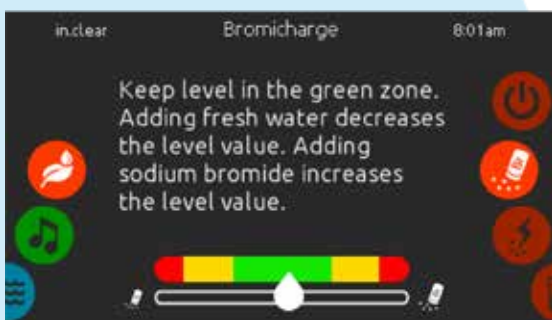 in.clear
Bromicharge
8:01am
Keep level in the green zone.
Adding fresh water decreases
the level value. Adding
sodium bromide increases
the level value.